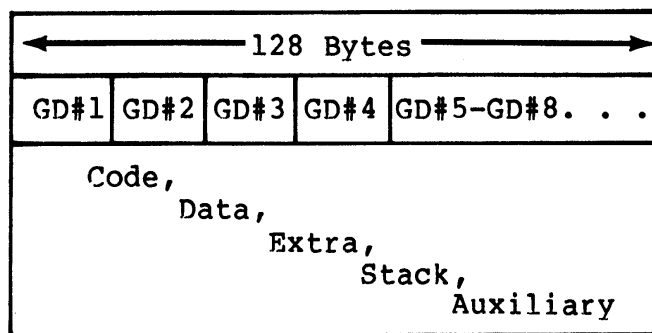 128 Bytes
GD#1 GD#2 GD#3 GD#4 GD#5-GD#8. . .
Code,
Data,
Extra,
Stack,
Auxiliary